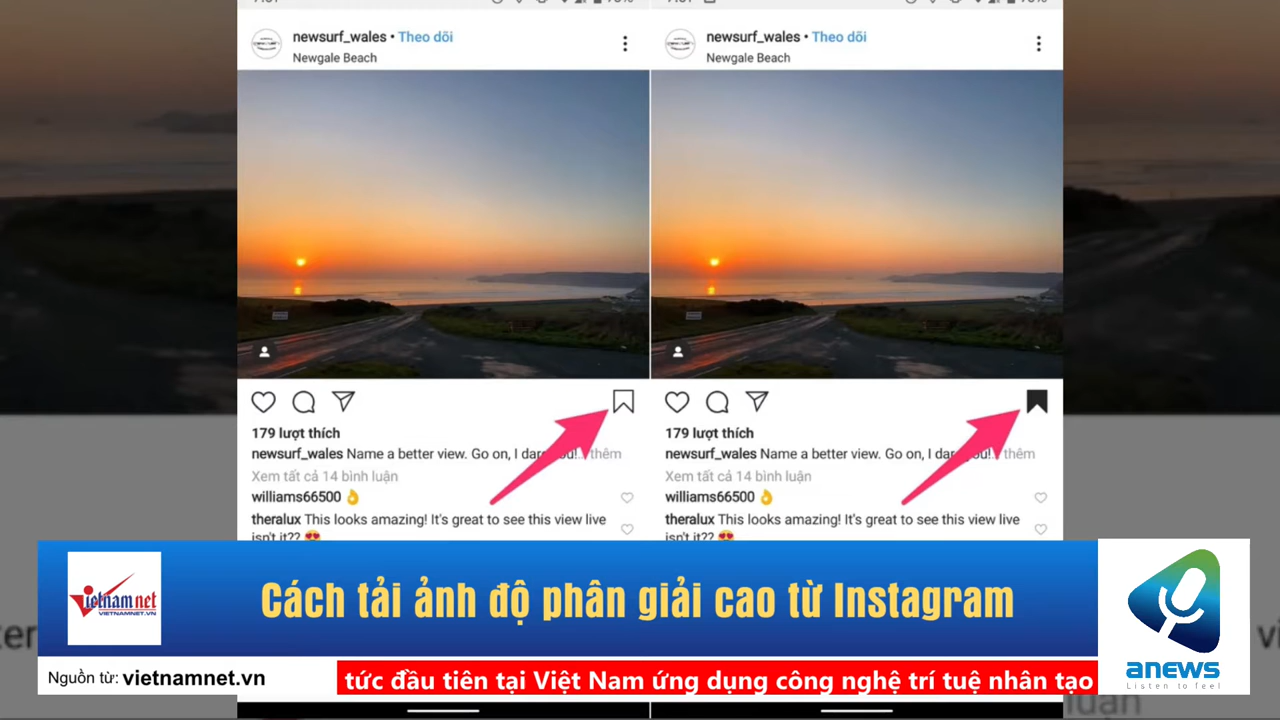 newsurf_wales • Theo dõi
Newgale Beach
179 lượt thích
newsurf_wales Name a better view. Go on, I dare you!... thêm
Xem tất cả 14 bình luận
williams66500 👌
theralux This looks amazing! It's great to see this view live
isn't it?? 😍
newsurf_wales • Theo dõi
Newgale Beach
179 lượt thích
newsurf_wales Name a better view. Go on, I dare you!... thêm
Xem tất cả 14 bình luận
williams66500 👌
theralux This looks amazing! It's great to see this view live
isn't it?? 😍
vietnamnet
VIETNAMNET.VN
Cách tải ảnh độ phân giải cao từ Instagram
Nguồn từ: vietnamnet.vn
tức đầu tiên tại Việt Nam ứng dụng công nghệ trí tuệ nhân tạo
anews
Listen to feel